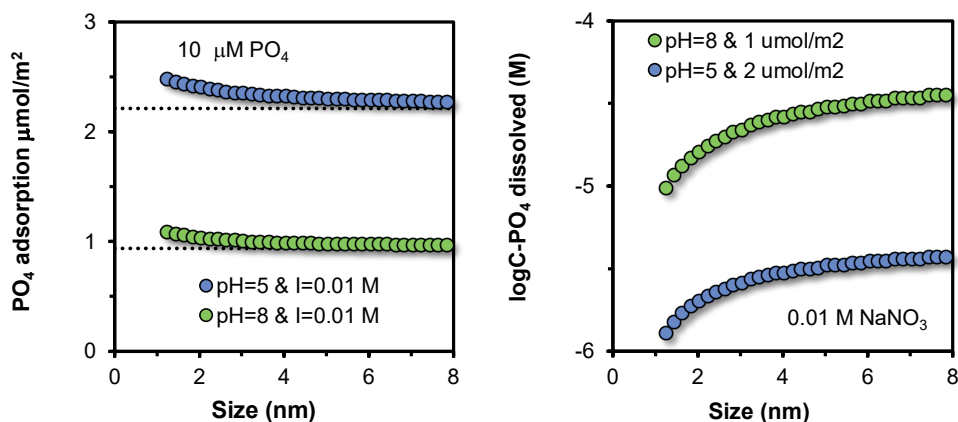 3
2
1
0
0
2
4
6
8
PO₄ adsorption μmol/m²
Size (nm)
10 μM PO₄
pH=5 & I=0.01 M
pH=8 & I=0.01 M
-4
-5
-6
0
2
4
6
8
logC-PO₄ dissolved (M)
Size (nm)
pH=8 & 1 umol/m2
pH=5 & 2 umol/m2
0.01 M NaNO₃